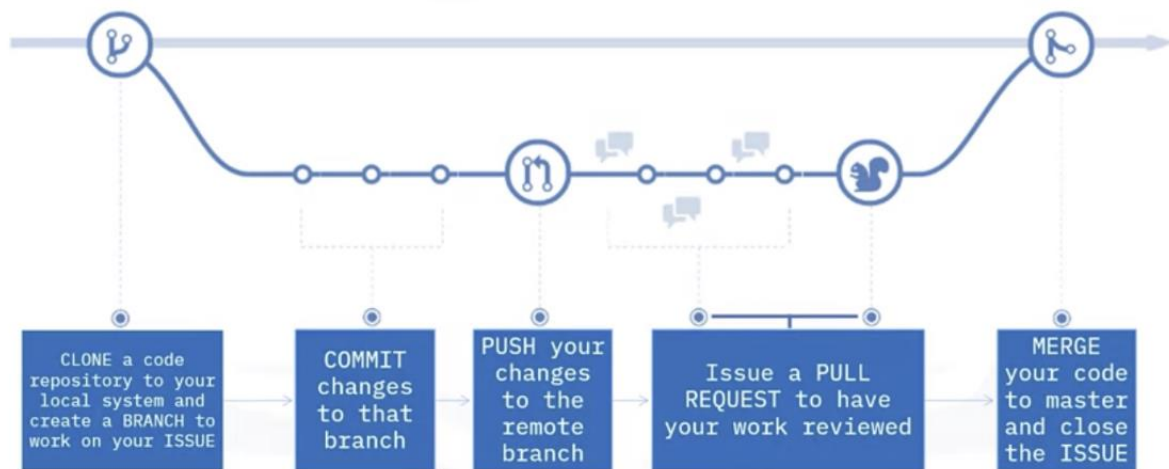 CLONE a code
repository to your
local system and
create a BRANCH to
work on your ISSUE
COMMIT
changes
to that
branch
PUSH your
changes
to the
remote
branch
Issue a PULL
REQUEST to have
your work reviewed
MERGE
your code
to master
and close
the ISSUE